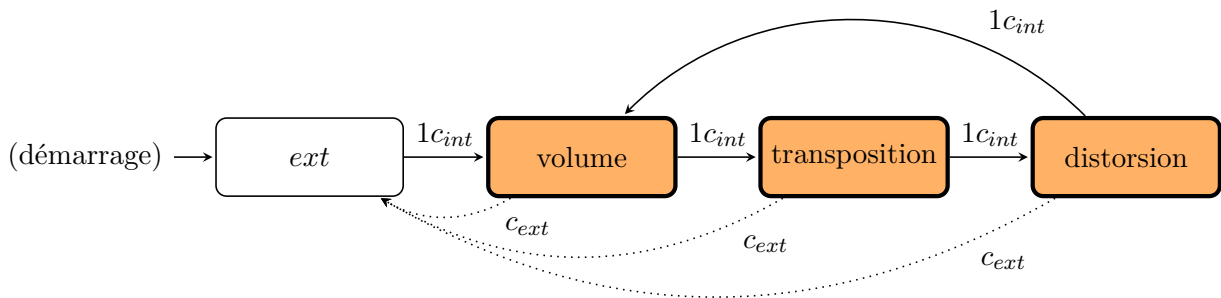 1c_{int}
(démarrage) ext 1c_{int} volume 1c_{int} transposition 1c_{int} distorsion
c_{ext} c_{ext} c_{ext}